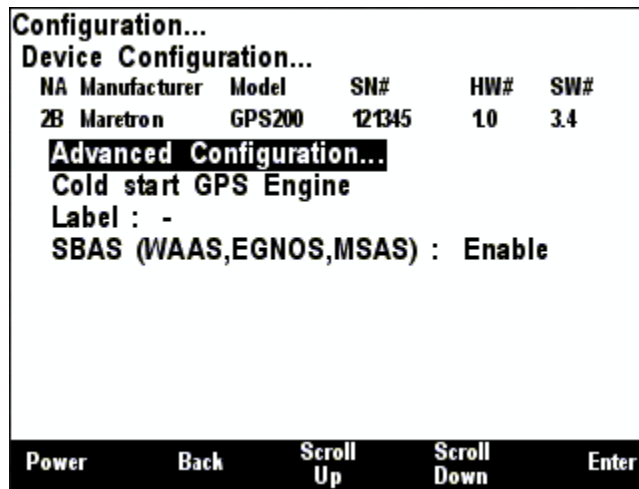 Configuration...
Device Configuration...
NA Manufacturer Model SN# HW# SW#
2B Maretron GPS200 121345 1.0 3.4
Advanced Configuration...
Cold start GPS Engine
Label : -
SBAS (WAAS,EGNOS,MSAS) : Enable
Power Back Scroll Up Scroll Down Enter